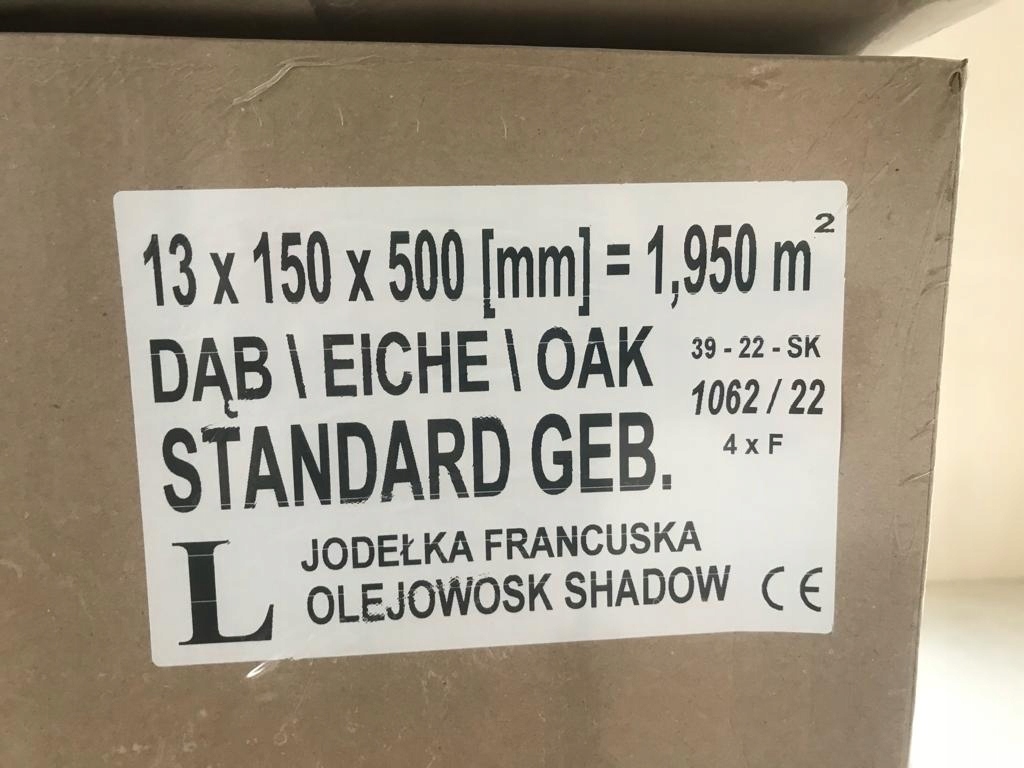 13 x 150 x 500 [mm] = 1,950 m²
DĄB \ EICHE \ OAK
39 - 22 - SK
1062 / 22
4 x F
STANDARD GEB.
L
JODEŁKA FRANCUSKA
OLEJOWOSK SHADOW
CE